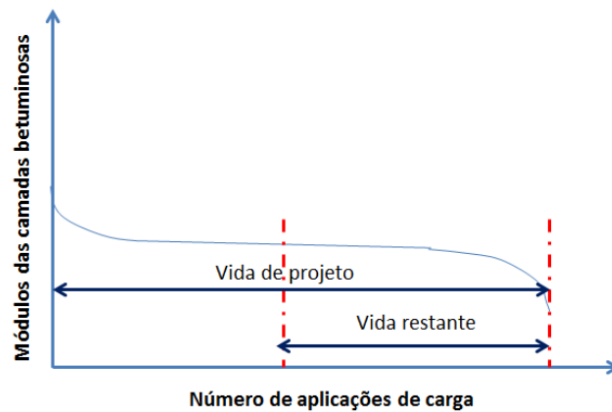 Módulos das camadas betuminosas
Vida de projeto
Vida restante
Número de aplicações de carga